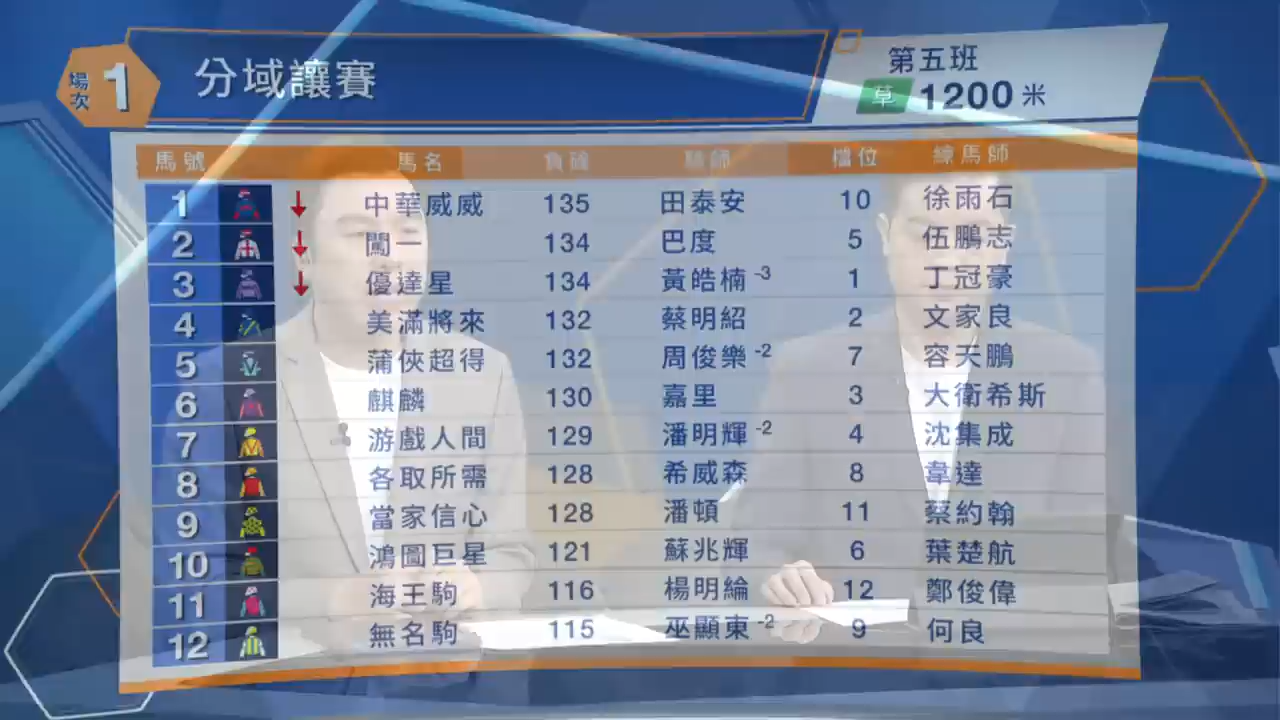 場次 1 分域讓賽 第五班
草 1200 米
馬號 馬名 負磅 騎師 檔位 練馬師
1 中華威威 135 田泰安 10 徐雨石
2 闖一 134 巴度 5 伍鵬志
3 優達星 134 黃皓楠 -3 1 丁冠豪
4 美滿將來 132 蔡明紹 2 文家良
5 蒲俠超得 132 周俊樂 -2 7 容天鵬
6 麒麟 130 嘉里 3 大衛希斯
7 游戲人間 129 潘明輝 -2 4 沈集成
8 各取所需 128 希威森 8 韋達
9 當家信心 128 潘頓 11 蔡約翰
10 鴻圖巨星 121 蘇兆輝 6 葉楚航
11 海王駒 116 楊明綸 12 鄭俊偉
12 無名駒 115 巫顯東 -2 9 何良